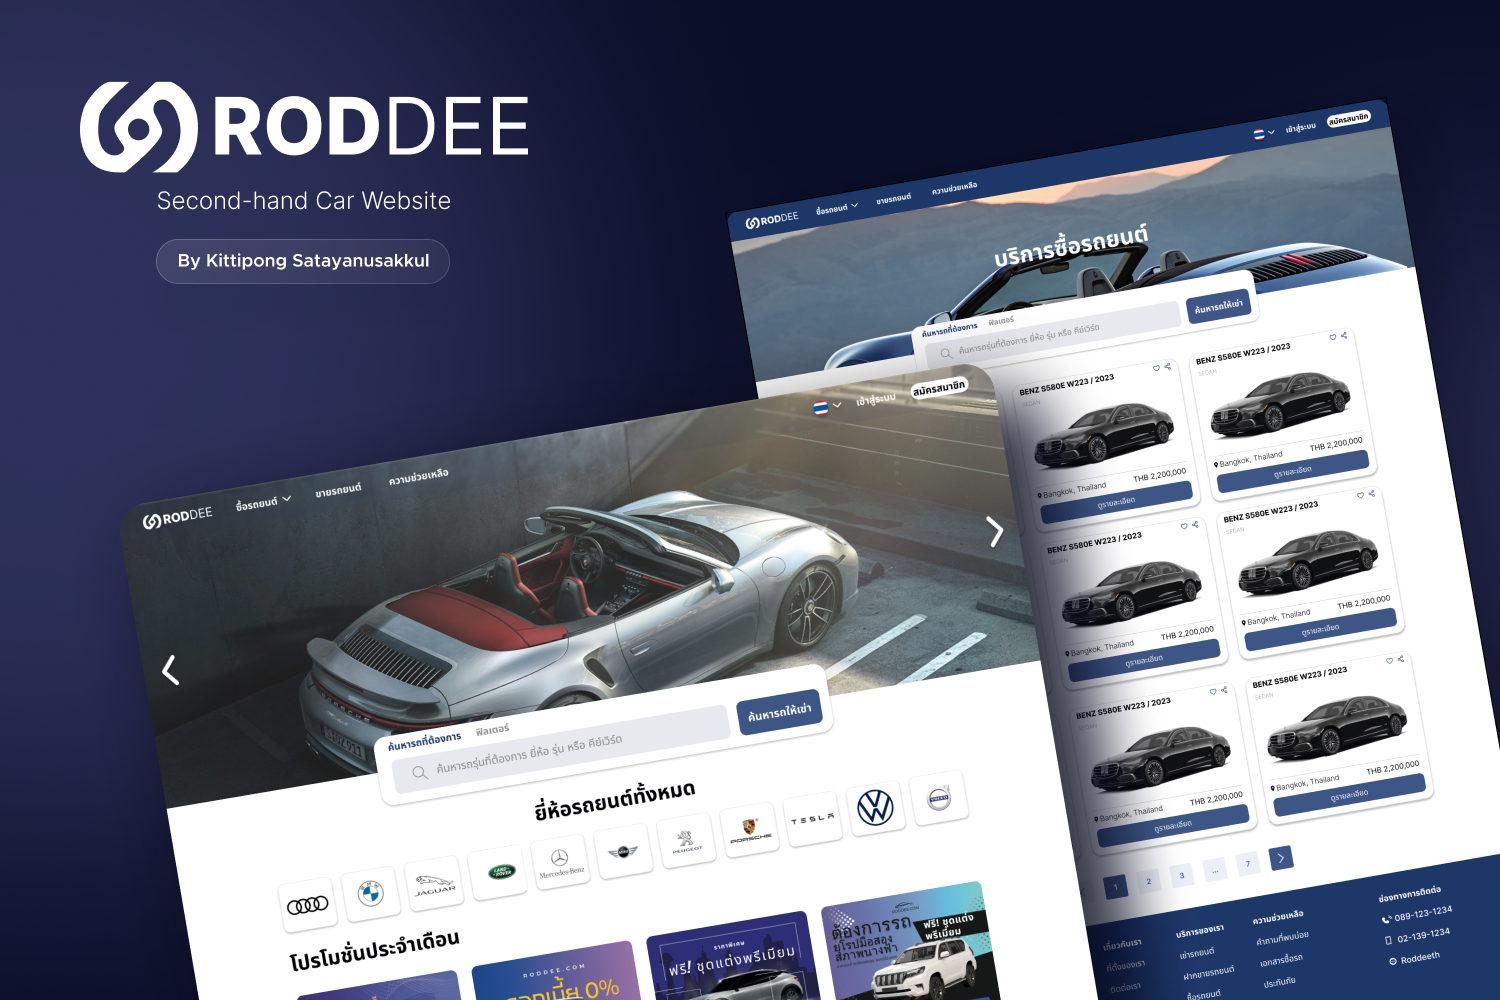 RODDEE
Second-hand Car Website
By Kittipong Satayanusakkul
RODDEE
ซื้อรถยนต์
ขายรถยนต์
ความช่วยเหลือ
เข้าสู่ระบบ
สมัครสมาชิก
บริการซื้อรถยนต์
ค้นหารถที่ต้องการ
ฟิลเตอร์
ค้นหารถรุ่นที่ต้องการ ยี่ห้อ รุ่น หรือ คีย์เวิร์ด
ค้นหารถให้เช่า
BENZ S580E W223 / 2023
SEDAN
Bangkok, Thailand
THB 2,200,000
ดูรายละเอียด
BENZ S580E W223 / 2023
SEDAN
Bangkok, Thailand
THB 2,200,000
ดูรายละเอียด
BENZ S580E W223 / 2023
SEDAN
Bangkok, Thailand
THB 2,200,000
ดูรายละเอียด
BENZ S580E W223 / 2023
SEDAN
Bangkok, Thailand
THB 2,200,000
ดูรายละเอียด
BENZ S580E W223 / 2023
SEDAN
Bangkok, Thailand
THB 2,200,000
ดูรายละเอียด
BENZ S580E W223 / 2023
SEDAN
Bangkok, Thailand
THB 2,200,000
ดูรายละเอียด
1 2 3 ... 7
เกี่ยวกับเรา
ที่ตั้งของเรา
ติดต่อเรา
บริการของเรา
เช่ารถยนต์
ฝากขายรถยนต์
ซื้อรถยนต์
ความช่วยเหลือ
คำถามที่พบบ่อย
เอกสารซื้อรถ
ประกันภัย
ช่องทางการติดต่อ
089-123-1234
02-139-1234
Roddeeth
RODDEE
ซื้อรถยนต์
ขายรถยนต์
ความช่วยเหลือ
เข้าสู่ระบบ
สมัครสมาชิก
PORSCHE
ค้นหารถที่ต้องการ
ฟิลเตอร์
ค้นหารถรุ่นที่ต้องการ ยี่ห้อ รุ่น หรือ คีย์เวิร์ด
ค้นหารถให้เช่า
ยี่ห้อรถยนต์ทั้งหมด
BMW
JAGUAR
LAND ROVER
Mercedes-Benz
MINI
PEUGEOT
PORSCHE
TESLA
VOLVO
โปรโมชั่นประจำเดือน
RODDEE.COM
ดอกเบี้ย 0%
ราคาพิเศษ
ฟรี! ชุดแต่งพรีเมียม
RODDEE.COM
ต้องการรถ
ยุโรปมือสอง
สภาพนางฟ้า
ฟรี! ชุดแต่ง
พรีเมี่ยม